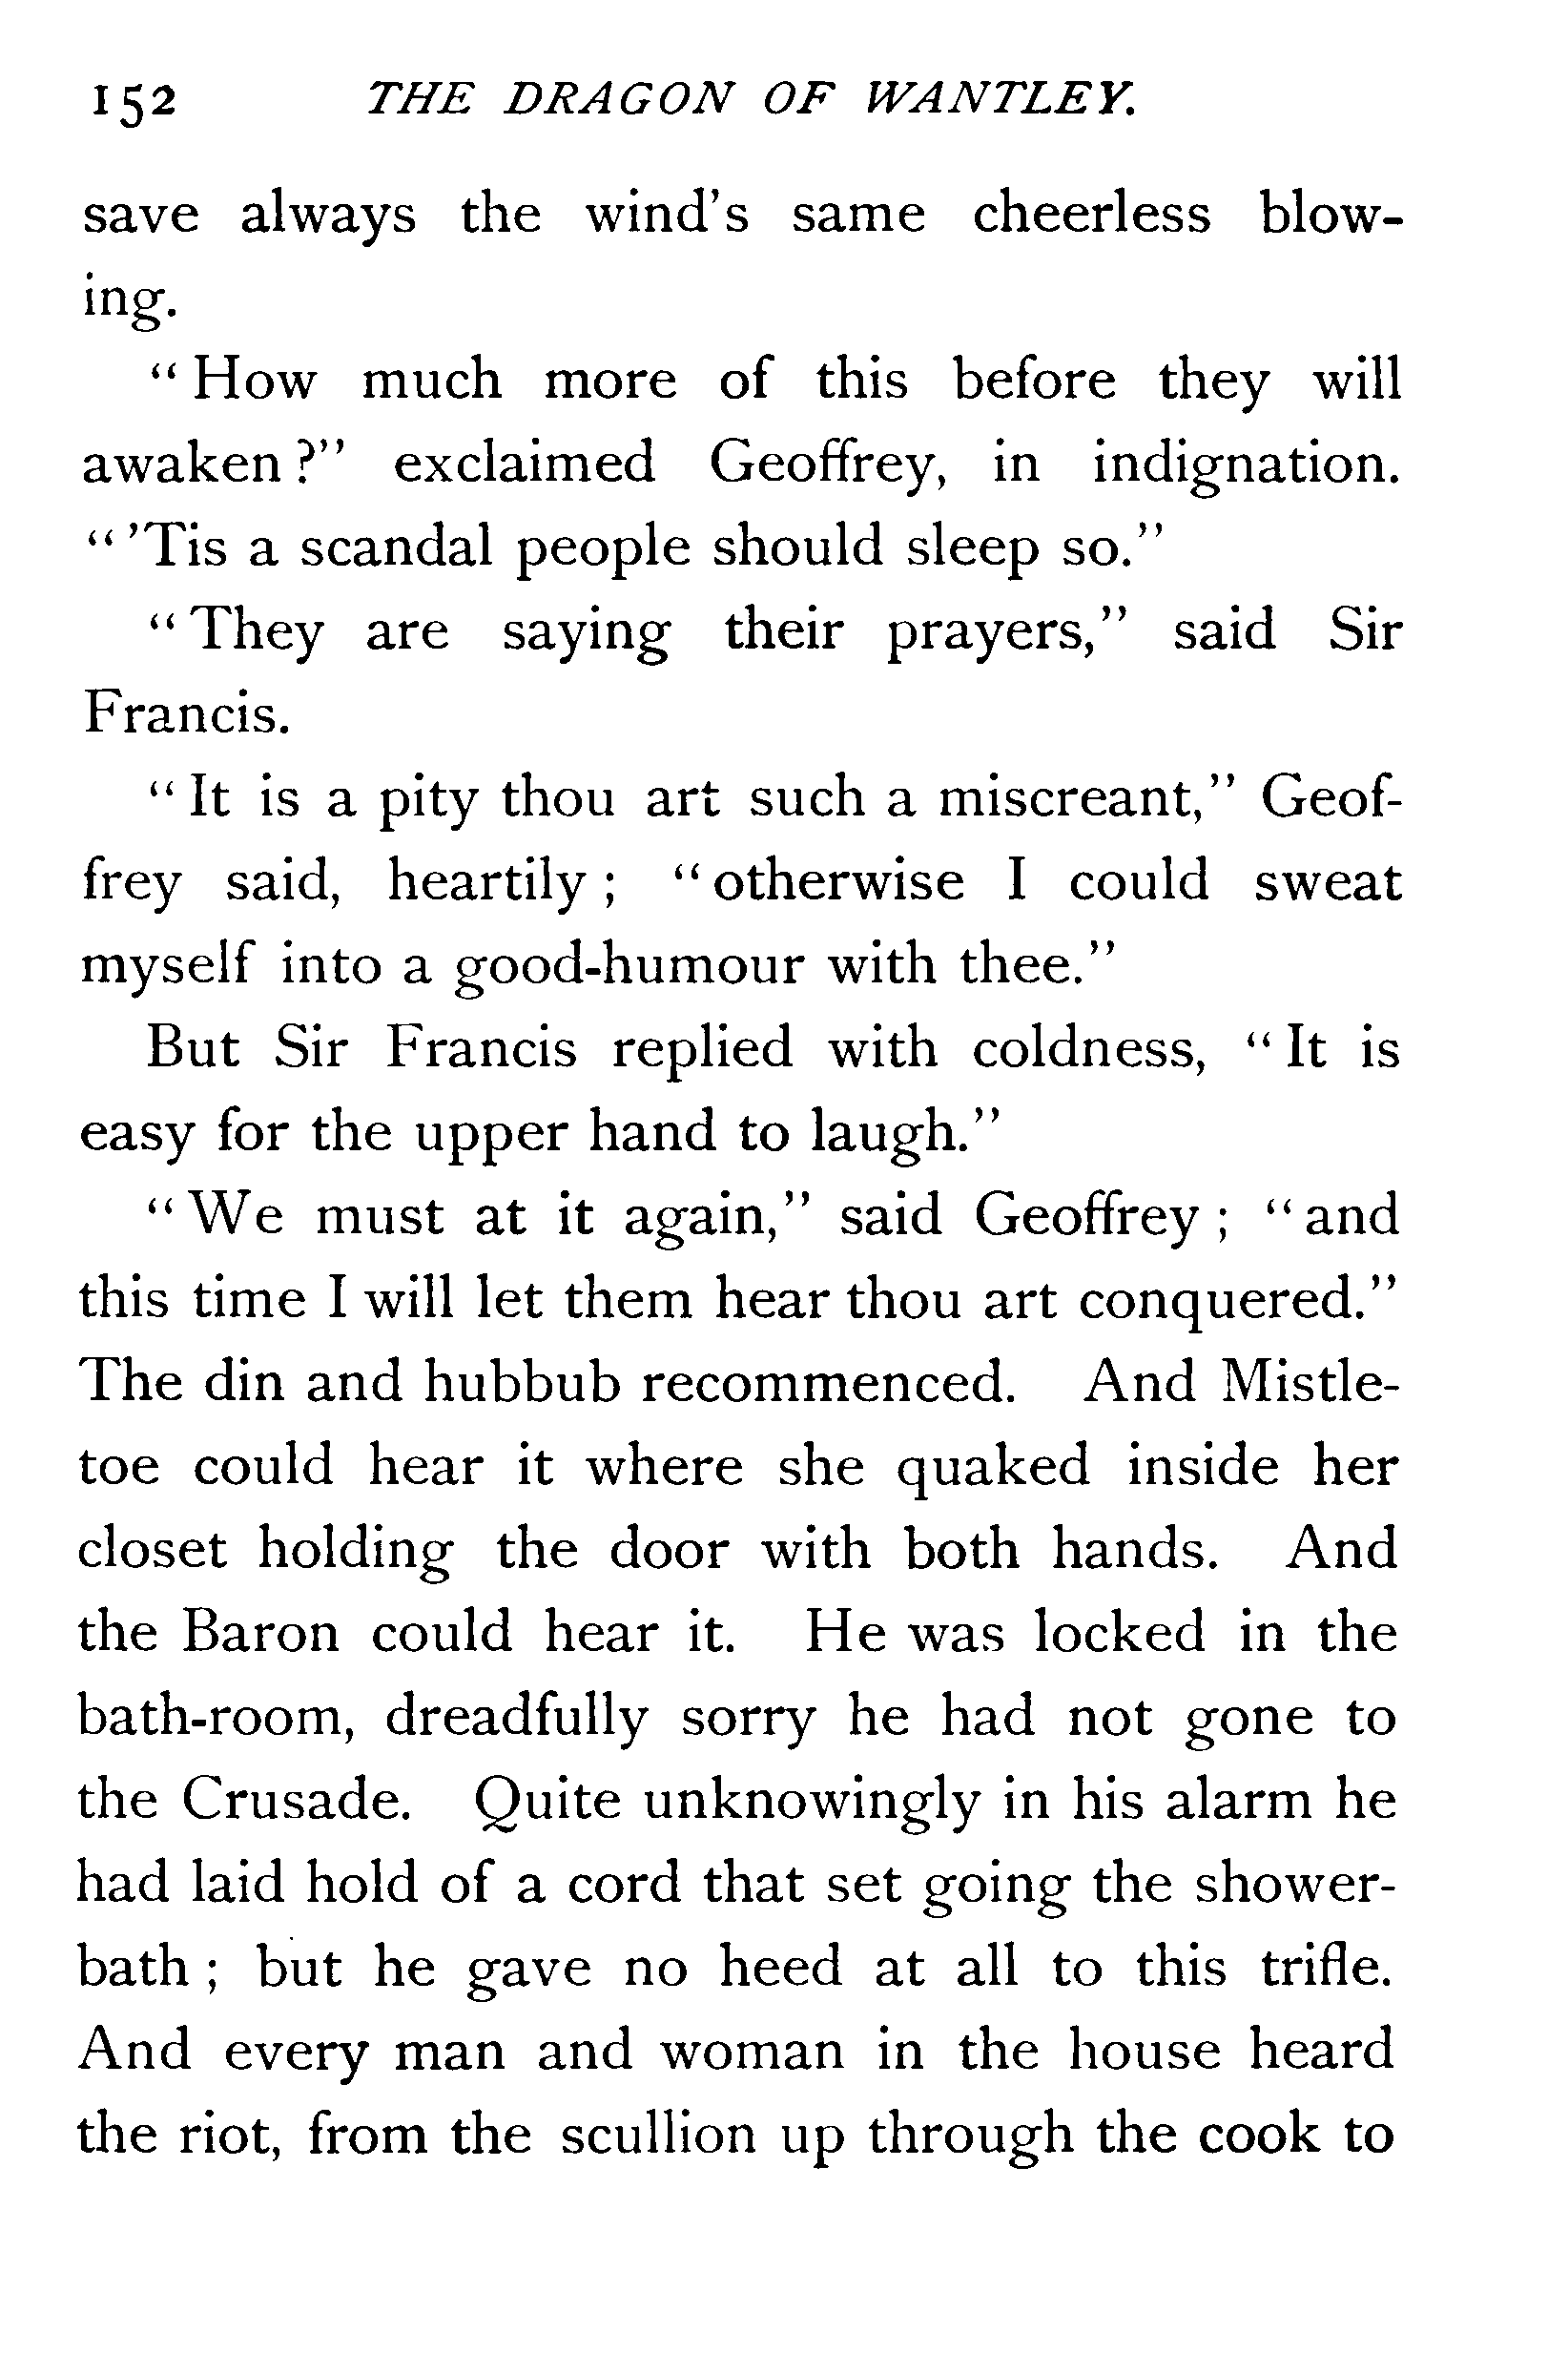 152 THE DRAGON OF WANTLEY.
save always the wind's same cheerless blow-
ing.
"How much more of this before they will
awaken?" exclaimed Geoffrey, in indignation.
"'Tis a scandal people should sleep so."
"They are saying their prayers," said Sir
Francis.
"It is a pity thou art such a miscreant," Geof-
frey said, heartily; "otherwise I could sweat
myself into a good-humour with thee."
But Sir Francis replied with coldness, "It is
easy for the upper hand to laugh."
"We must at it again," said Geoffrey; "and
this time I will let them hear thou art conquered."
The din and hubbub recommenced. And Mistle-
toe could hear it where she quaked inside her
closet holding the door with both hands. And
the Baron could hear it. He was locked in the
bath-room, dreadfully sorry he had not gone to
the Crusade. Quite unknowingly in his alarm he
had laid hold of a cord that set going the shower-
bath; but he gave no heed at all to this trifle.
And every man and woman in the house heard
the riot, from the scullion up through the cook to